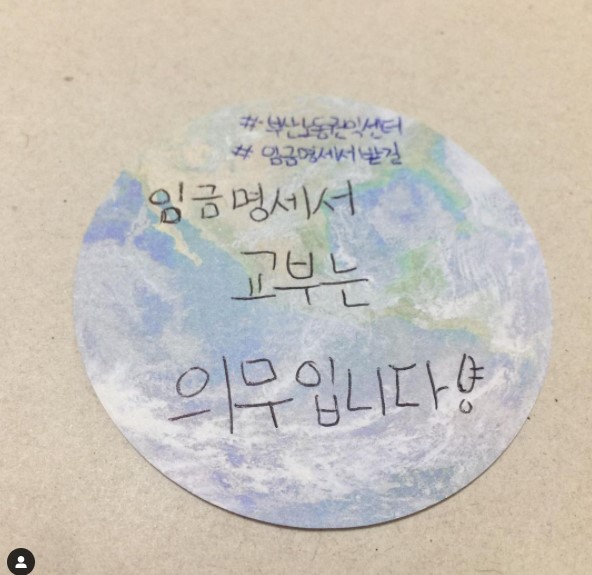 # 부산노동권익센터
# 임금명세서받길
임금명세서
교부는
의무입니다냥